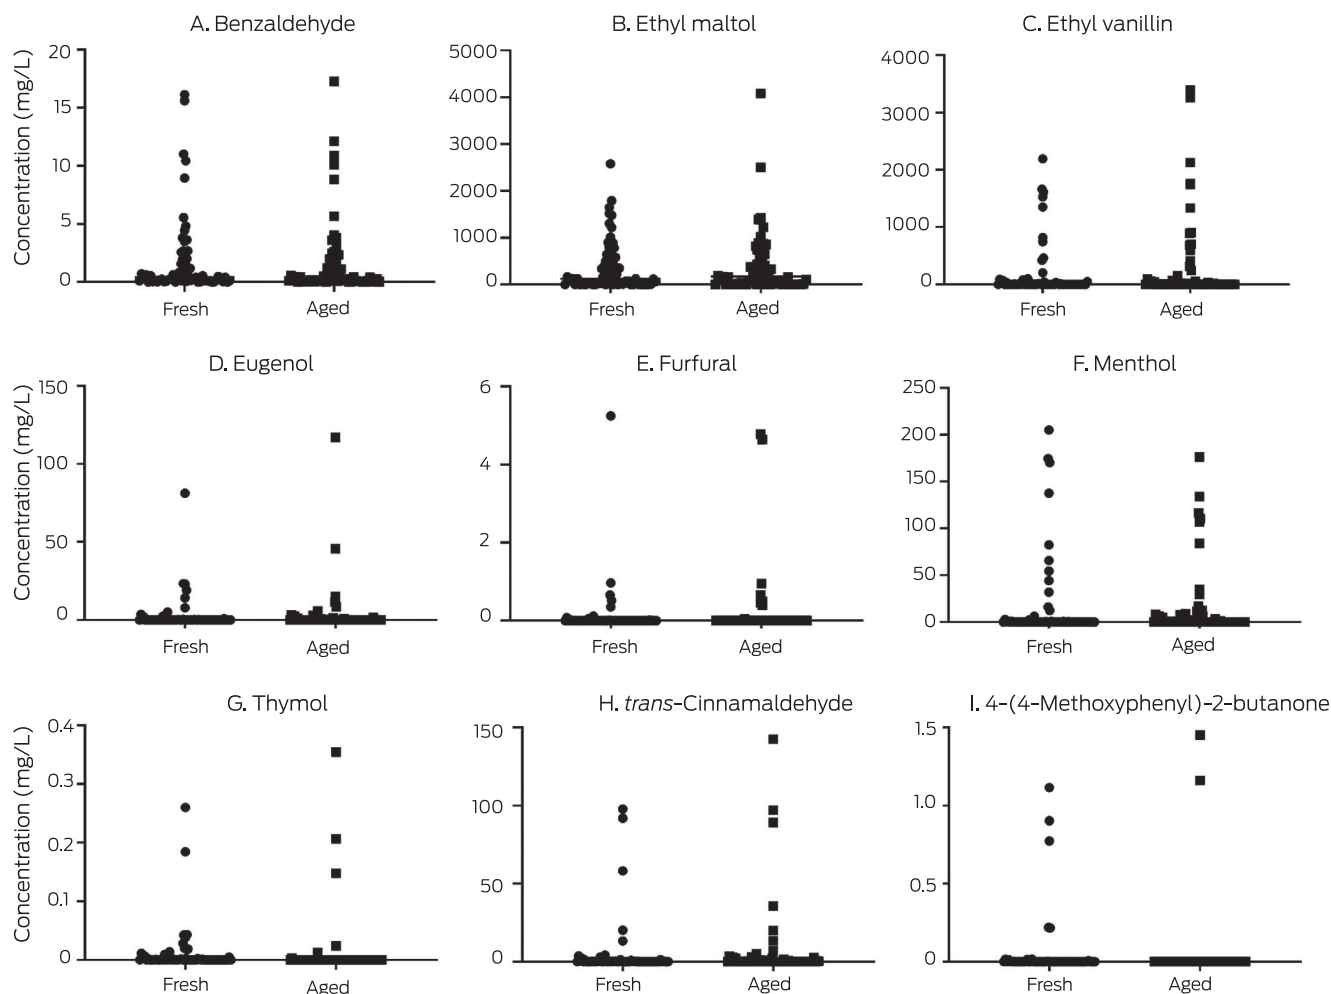 A. Benzaldehyde
B. Ethyl maltol
C. Ethyl vanillin
Concentration (mg/L)
20
15
10
5
0
Fresh
Aged
5000
4000
3000
2000
1000
0
Fresh
Aged
4000
3000
2000
1000
0
Fresh
Aged
D. Eugenol
E. Furfural
F. Menthol
Concentration (mg/L)
150
100
50
0
Fresh
Aged
6
4
2
0
Fresh
Aged
250
200
150
100
50
0
Fresh
Aged
G. Thymol
H. trans-Cinnamaldehyde
I. 4-(4-Methoxyphenyl)-2-butanone
Concentration (mg/L)
0.4
0.3
0.2
0.1
0
Fresh
Aged
150
100
50
0
Fresh
Aged
1.5
1.0
0.5
0
Fresh
Aged